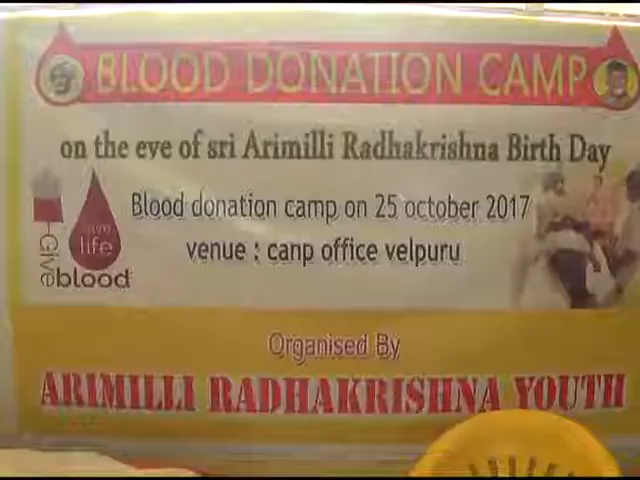 BLOOD DONATION CAMP
on the eve of sri Arimilli Radhakrishna Birth Day
Blood donation camp on 25 october 2017
venue : canp office velpuru
Give
save
life
blood
Organised By
ARIMILLI RADHAKRISHNA YOUTH